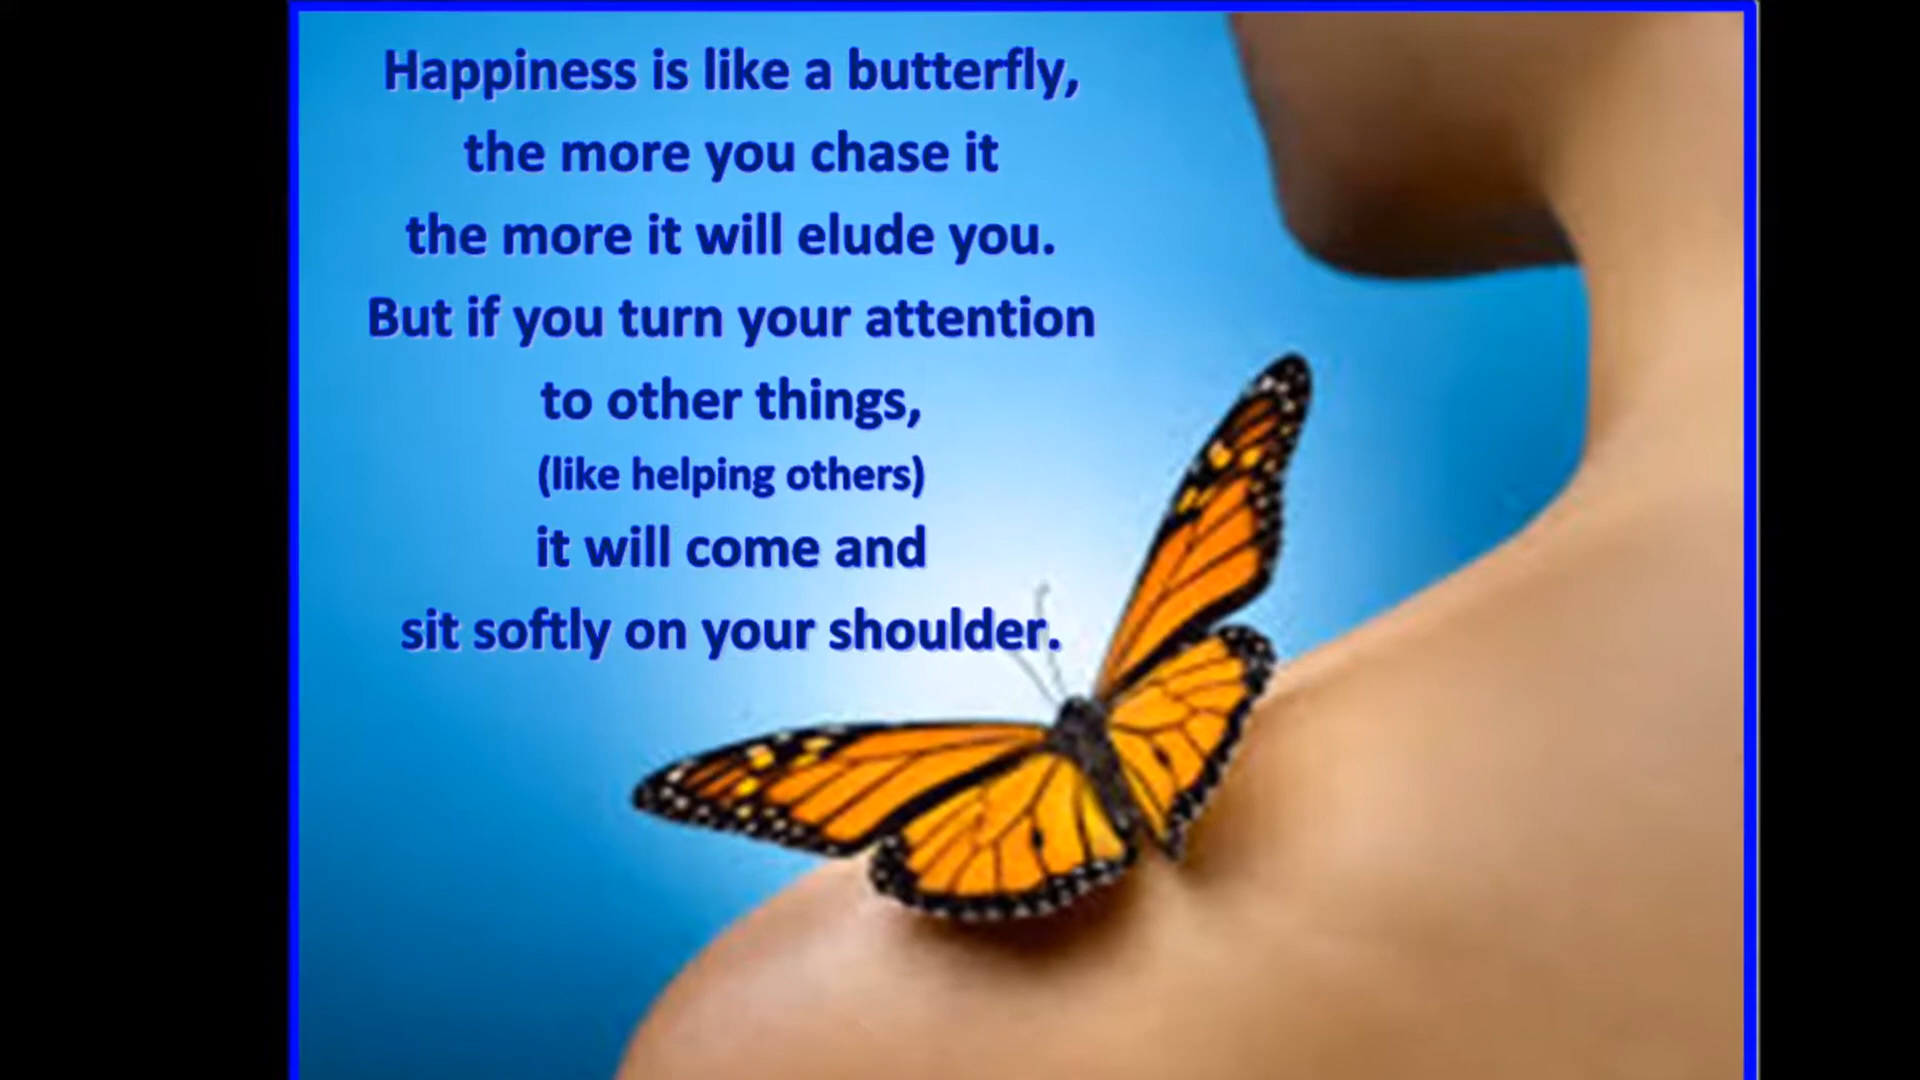 Happiness is like a butterfly,
the more you chase it
the more it will elude you.
But if you turn your attention
to other things,
(like helping others)
it will come and
sit softly on your shoulder.